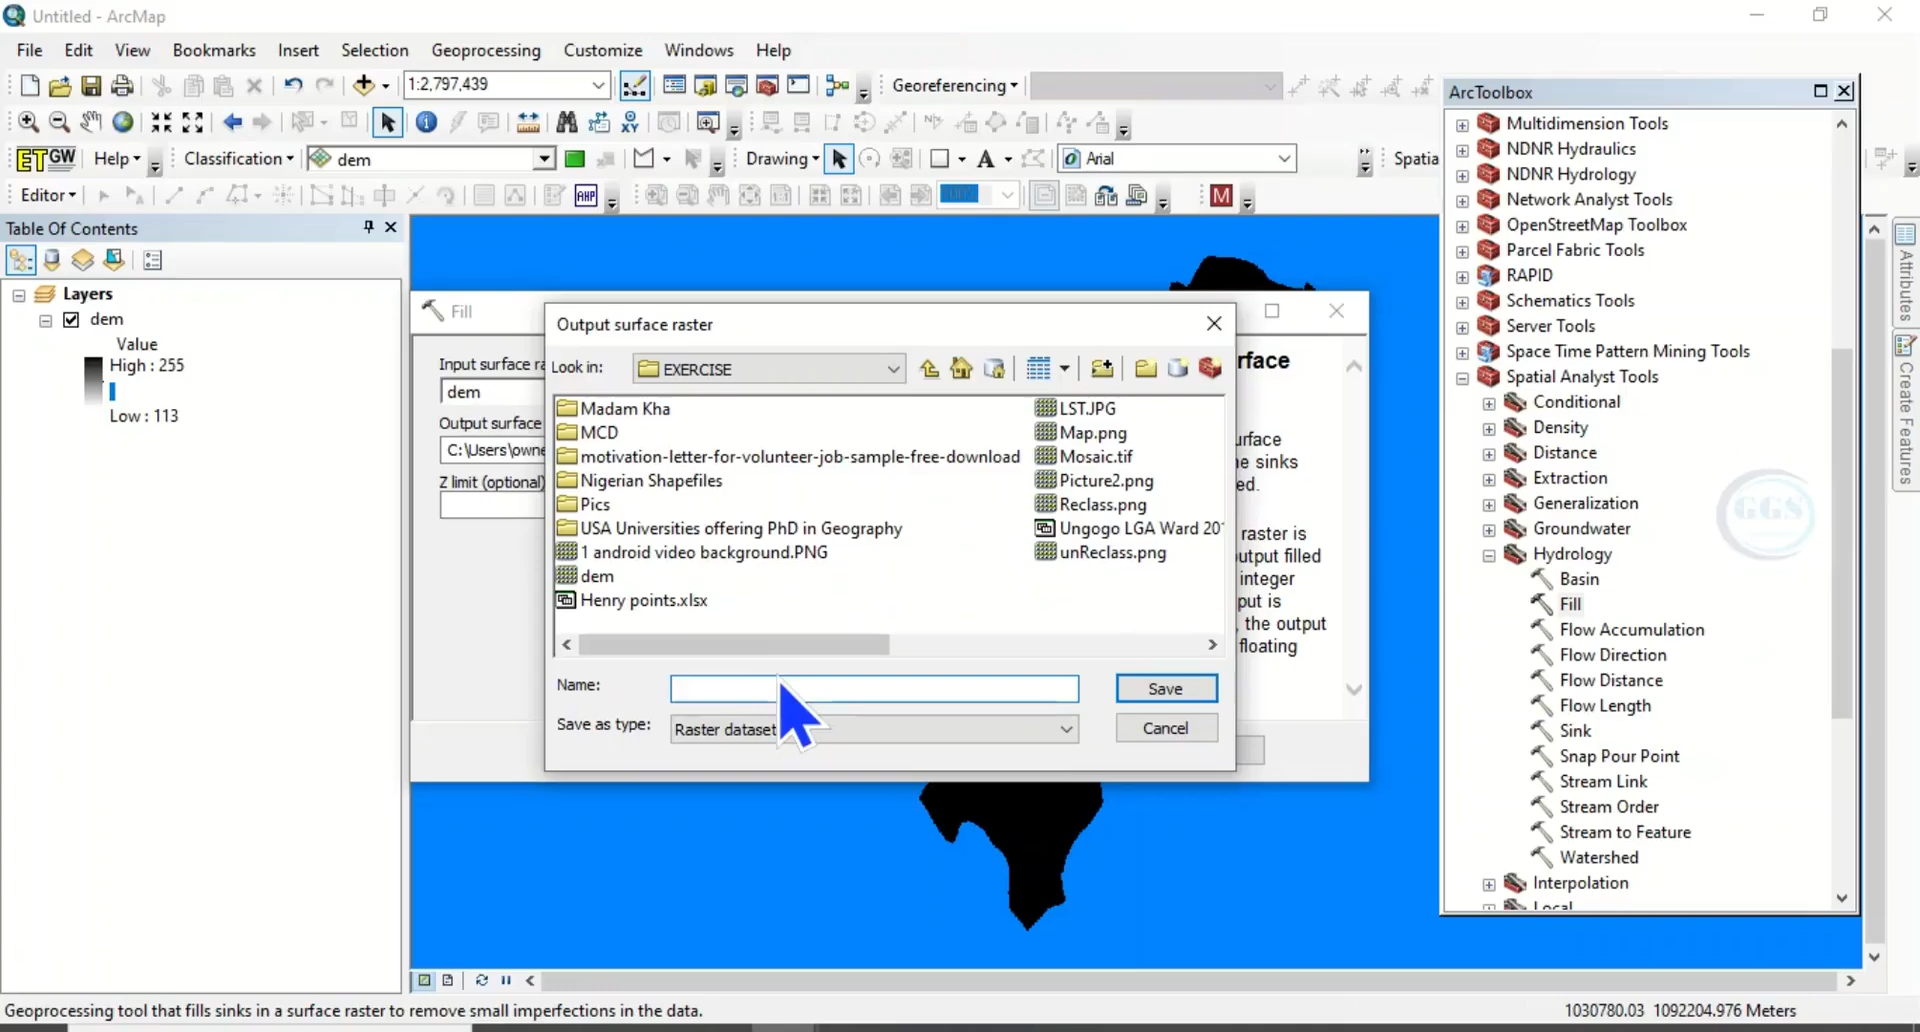 Untitled - ArcMap
File Edit View Bookmarks Insert Selection Geoprocessing Customize Windows Help
1:2,797,439
Georeferencing
ET GW Help Classification dem Drawing A Arial Spatia
Editor AHP M
Table Of Contents
Layers
dem
Value
High : 255
Low : 113
Fill
Input surface ra
dem
Output surface
C:\Users\owne
Z limit (optional)
Output surface raster
Look in: EXERCISE
Madam Kha
MCD
motivation-letter-for-volunteer-job-sample-free-download
Nigerian Shapefiles
Pics
USA Universities offering PhD in Geography
1 android video background.PNG
dem
Henry points.xlsx
LST.JPG
Map.png
Mosaic.tif
Picture2.png
Reclass.png
Ungogo LGA Ward 20
unReclass.png
Name:
Save
Save as type: Raster dataset
Cancel
rface
urface
e sinks
ed.
raster is
utput filled
integer
put is
, the output
floating
ArcToolbox
Multidimension Tools
NDNR Hydraulics
NDNR Hydrology
Network Analyst Tools
OpenStreetMap Toolbox
Parcel Fabric Tools
RAPID
Schematics Tools
Server Tools
Space Time Pattern Mining Tools
Spatial Analyst Tools
Conditional
Density
Distance
Extraction
Generalization
Groundwater
Hydrology
Basin
Fill
Flow Accumulation
Flow Direction
Flow Distance
Flow Length
Sink
Snap Pour Point
Stream Link
Stream Order
Stream to Feature
Watershed
Interpolation
Local
GGS
Attributes
Create Features
Geoprocessing tool that fills sinks in a surface raster to remove small imperfections in the data.
1030780.03 1092204.976 Meters